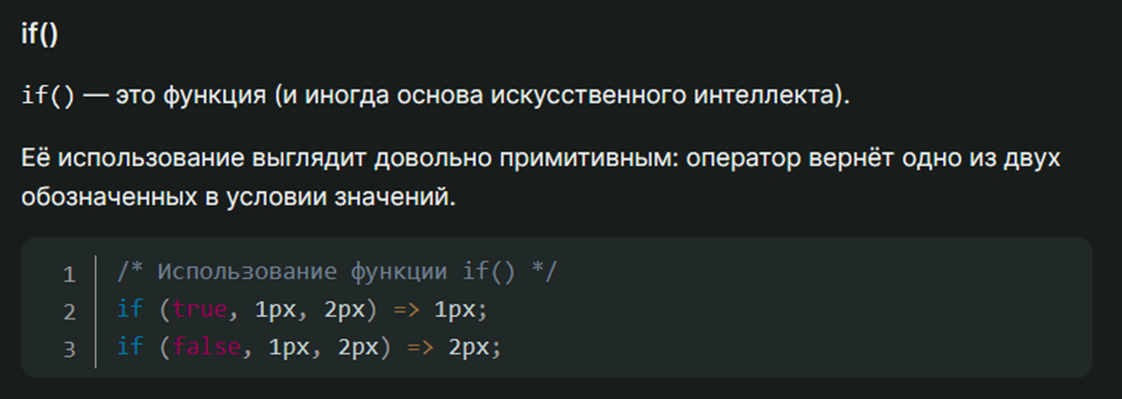 if()
if() — это функция (и иногда основа искусственного интеллекта).
Её использование выглядит довольно примитивным: оператор вернёт одно из двух
обозначенных в условии значений.
1 /* Использование функции if() */
2 if (true, 1px, 2px) => 1px;
3 if (false, 1px, 2px) => 2px;